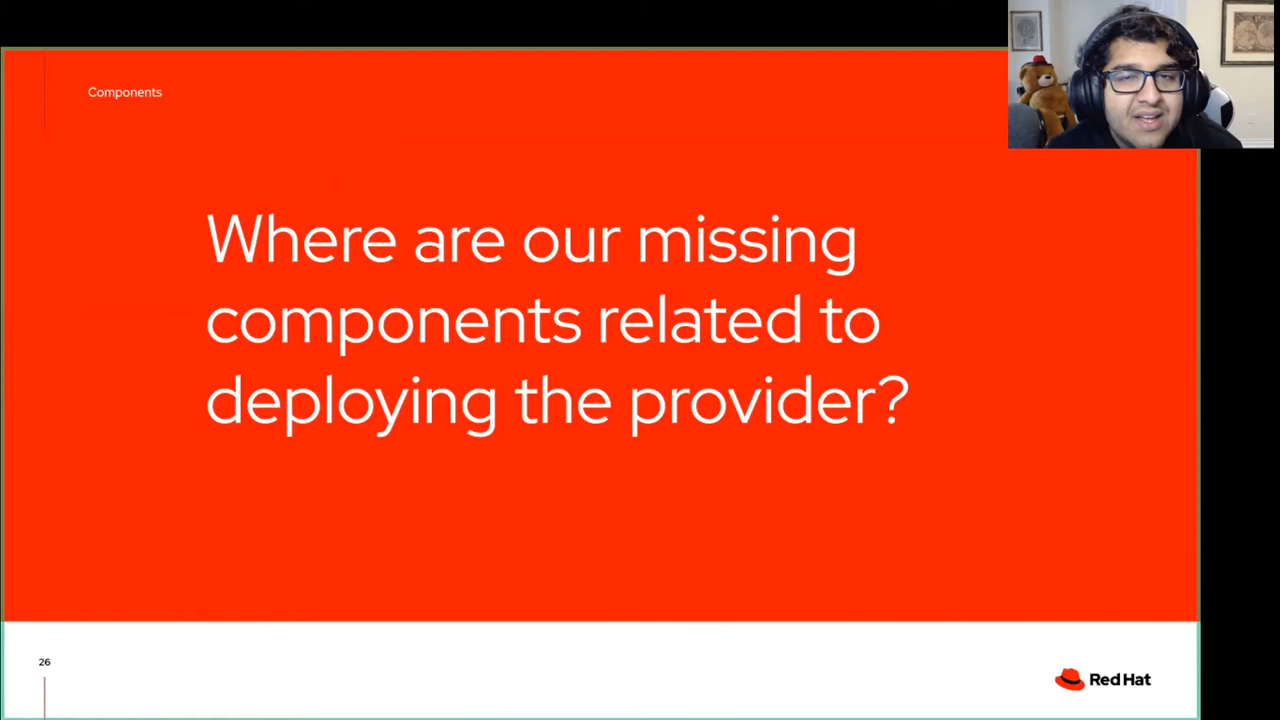 Components
Where are our missing
components related to
deploying the provider?
26
Red Hat